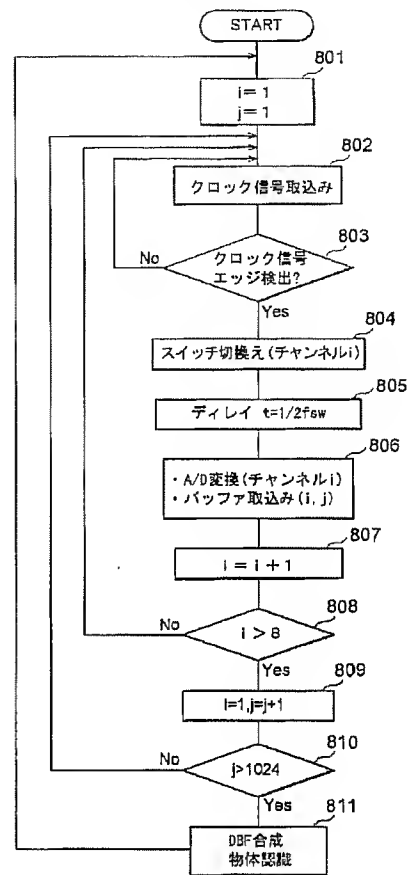 START
801
i= 1
j= 1
802
クロック信号取込み
803
クロック信号
エッジ検出?
No
Yes
804
スイッチ切換え(チャンネルi)
805
ディレイ t=1/2fsw
806
・A/D変換(チャンネルi)
・バッファ取込み(i, j)
807
i = i + 1
808
i > 8
No
Yes
809
i=1,j=j+1
810
j>1024
No
Yes
811
DBF合成
物体認識